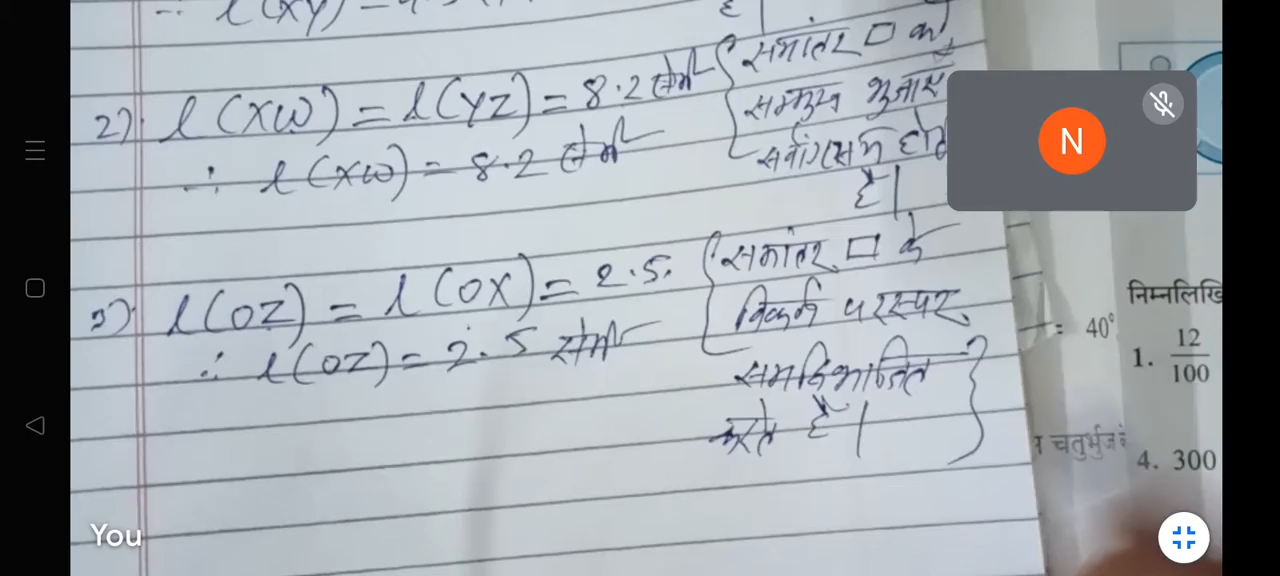 ∴ l(XY) =
है|
2) l(XW) = l(YZ) = 8.2 सेमी { समांतर □ की
सम्मुख भुजाएँ
∴ l(XW) = 8.2 सेमी
सर्वांगसम होती
है|
3) l(OZ) = l(OX) = 2.5. { समांतर □ के
विकर्ण परस्पर
∴ l(OZ) = 2.5 सेमी
समद्विभाजित
करते है | }
N
= 40°
निम्नलिखि
1. 12/100
चतुर्भुज
4. 300
You